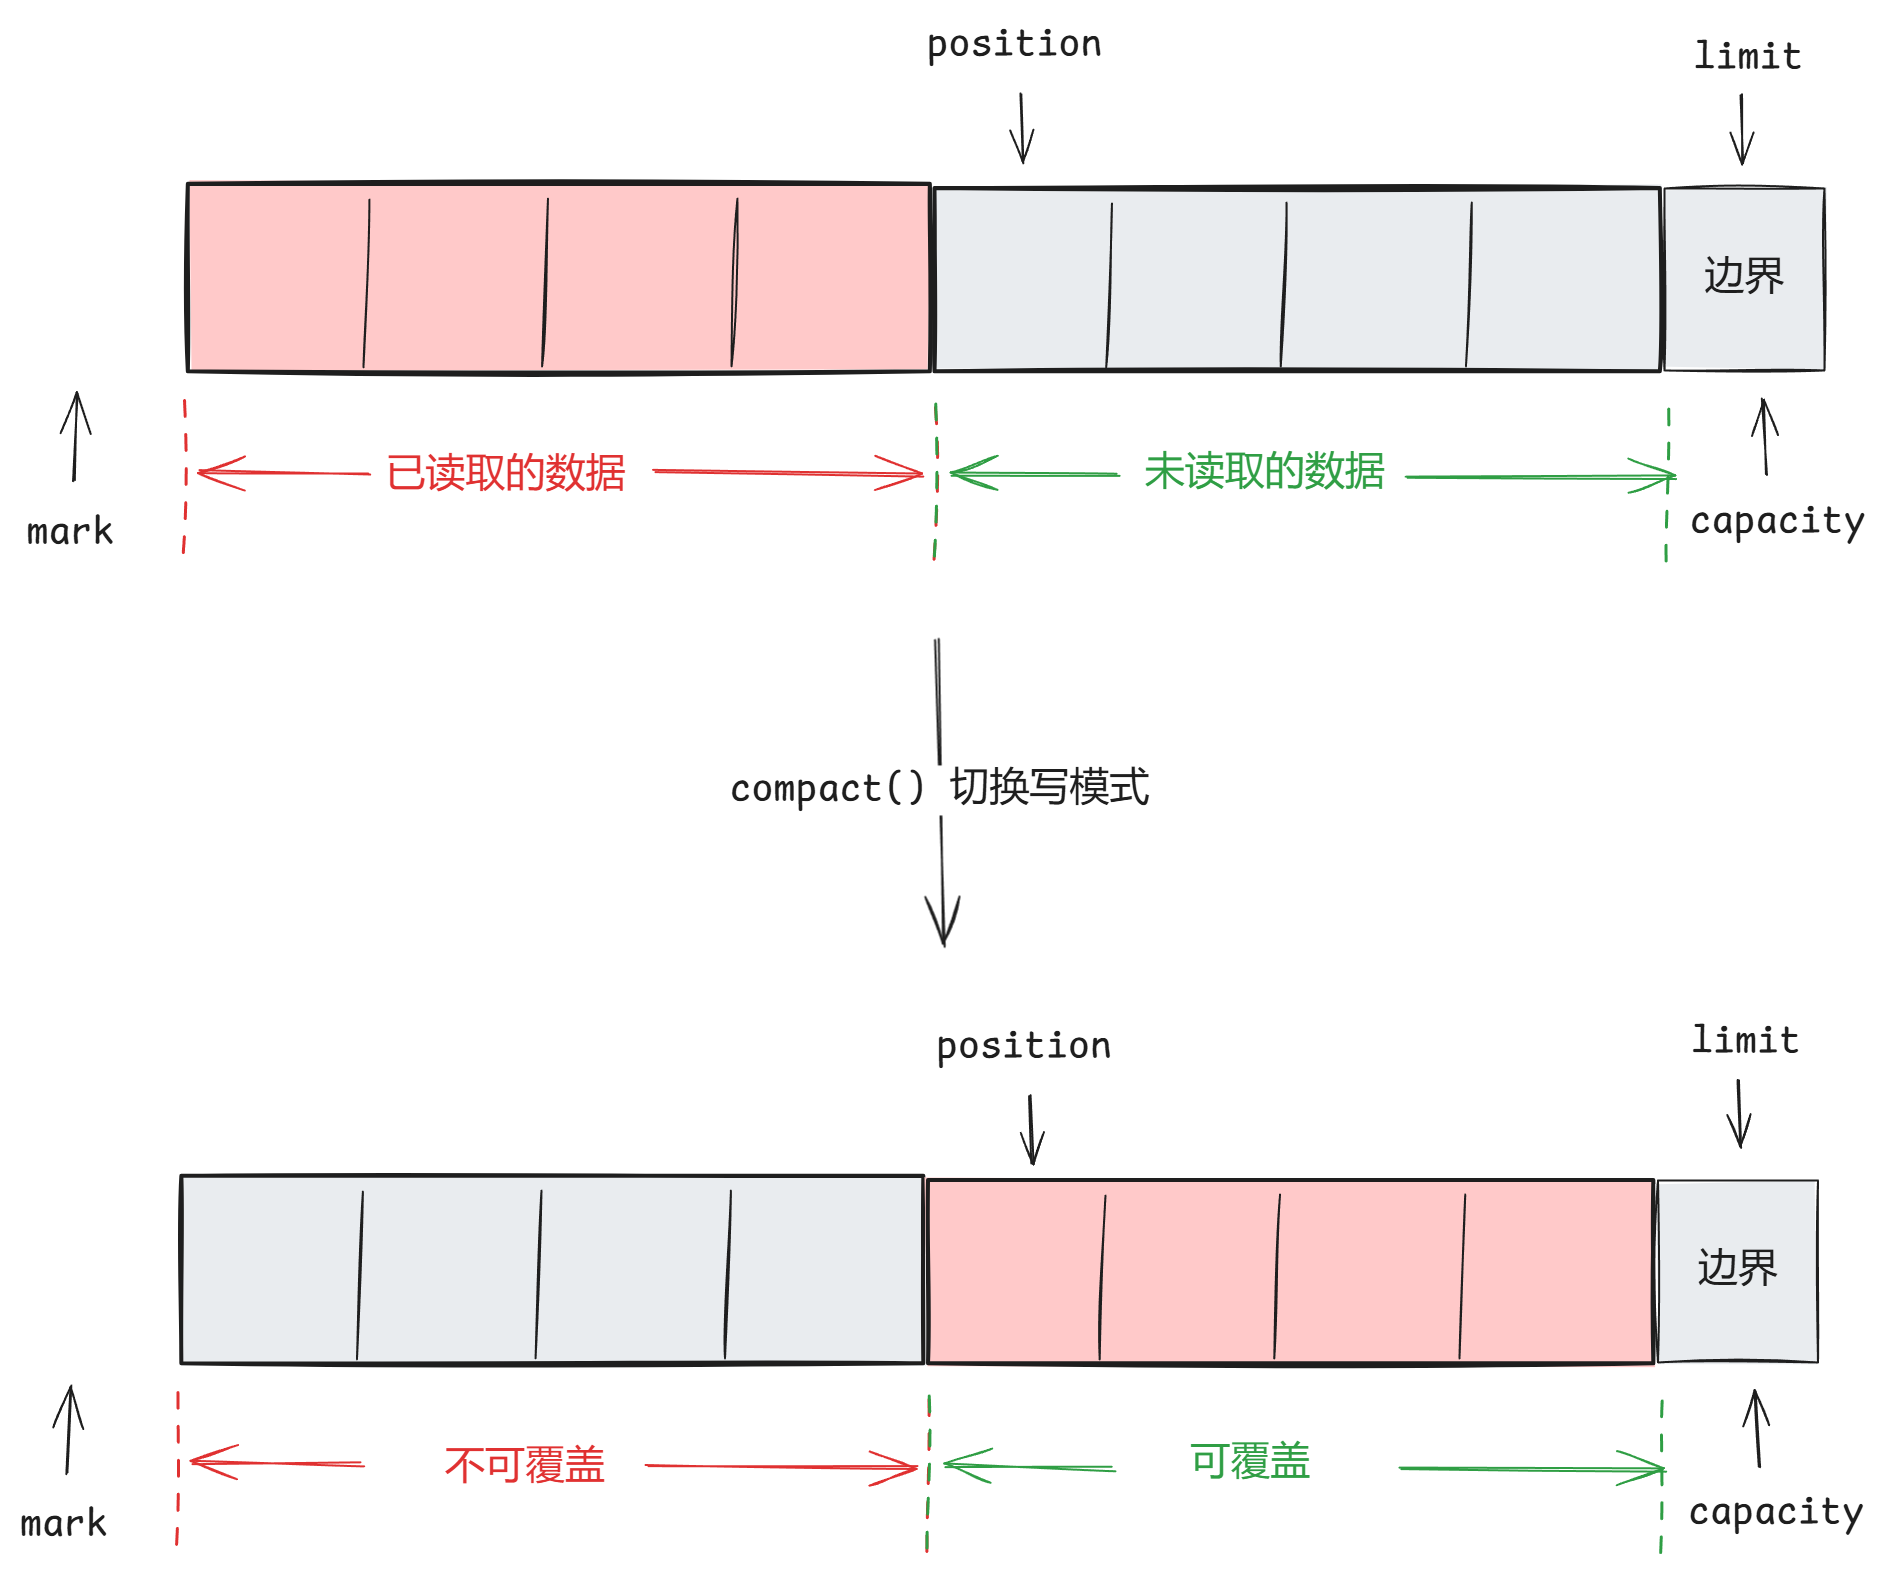 position
limit
边界
已读取的数据
未读取的数据
mark
capacity
compact() 切换写模式
position
limit
边界
不可覆盖
可覆盖
mark
capacity